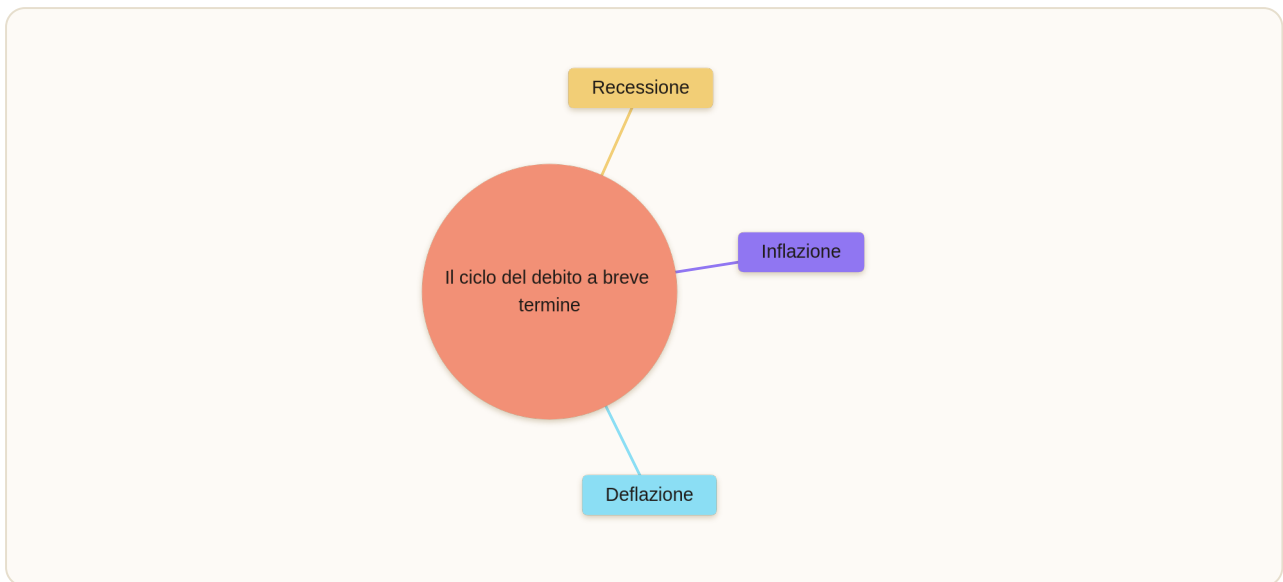 Recessione
Inflazione
Il ciclo del debito a breve
termine
Deflazione